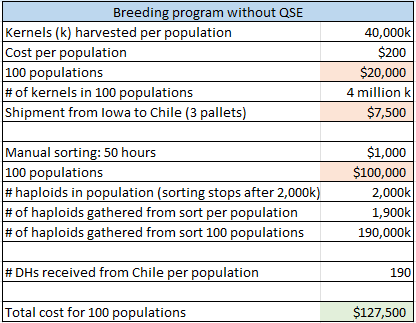 Breeding program without QSE
Kernels (k) harvested per population 40,000k
Cost per population $200
100 populations $20,000
# of kernels in 100 populations 4 million k
Shipment from Iowa to Chile (3 pallets) $7,500
Manual sorting: 50 hours $1,000
100 populations $100,000
# haploids in population (sorting stops after 2,000k) 2,000k
# of haploids gathered from sort per population 1,900k
# of haploids gathered from sort 100 populations 190,000k
# DHs received from Chile per population 190
Total cost for 100 populations $127,500